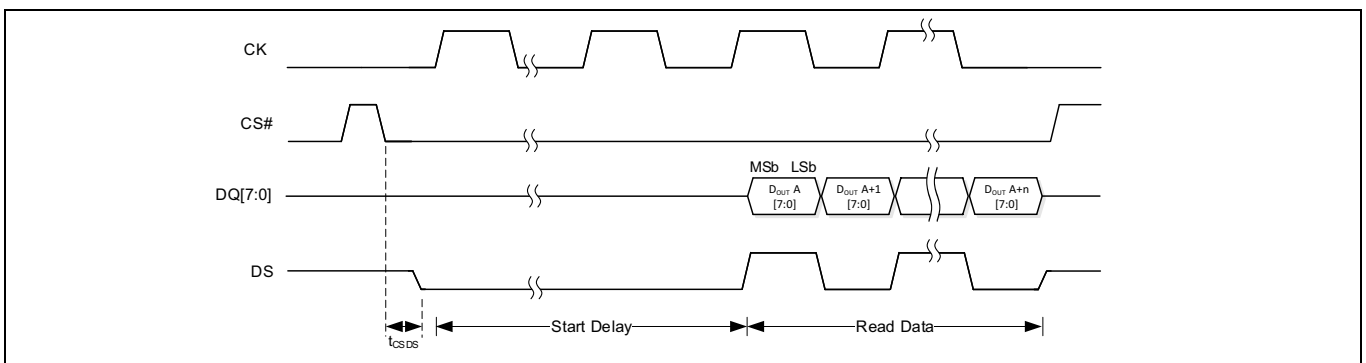 CK
CS#
MSb LSb
DQ[7:0]
DOUT A
[7:0]
DOUT A+1
[7:0]
DOUT A+n
[7:0]
DS
tCSDS
Start Delay
Read Data